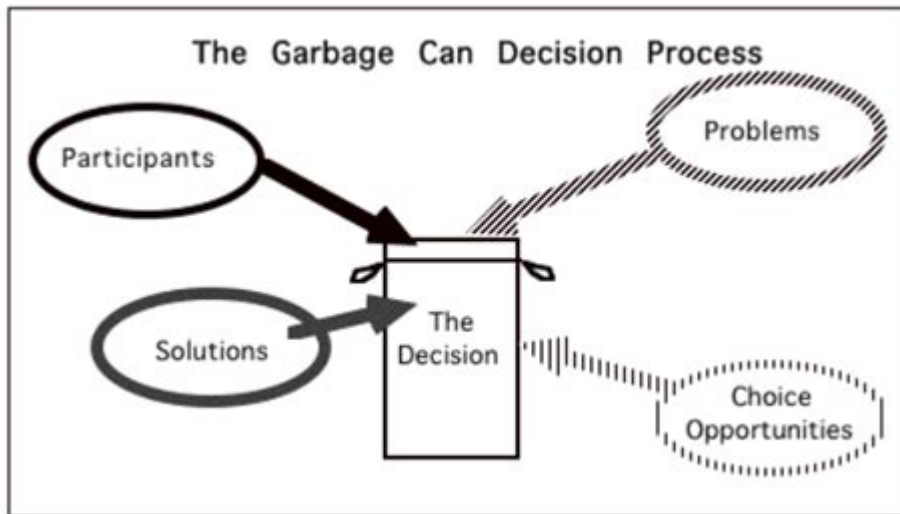 The Garbage Can Decision Process
Participants
Problems
Solutions
The
Decision
Choice
Opportunities